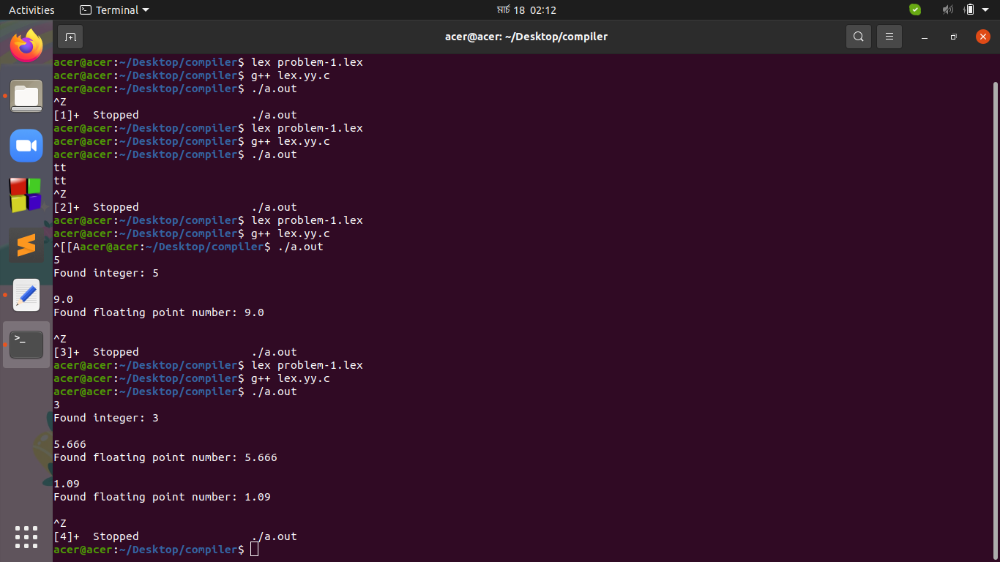 Activities Terminal মার্চ 18 02:12
acer@acer: ~/Desktop/compiler
acer@acer:~/Desktop/compiler$ lex problem-1.lex
acer@acer:~/Desktop/compiler$ g++ lex.yy.c
acer@acer:~/Desktop/compiler$ ./a.out
^Z
[1]+  Stopped                 ./a.out
acer@acer:~/Desktop/compiler$ lex problem-1.lex
acer@acer:~/Desktop/compiler$ g++ lex.yy.c
acer@acer:~/Desktop/compiler$ ./a.out
tt
tt
^Z
[2]+  Stopped                 ./a.out
acer@acer:~/Desktop/compiler$ lex problem-1.lex
acer@acer:~/Desktop/compiler$ g++ lex.yy.c
^[[Aacer@acer:~/Desktop/compiler$ ./a.out
5
Found integer: 5
9.0
Found floating point number: 9.0
^Z
[3]+  Stopped                 ./a.out
acer@acer:~/Desktop/compiler$ lex problem-1.lex
acer@acer:~/Desktop/compiler$ g++ lex.yy.c
acer@acer:~/Desktop/compiler$ ./a.out
3
Found integer: 3
5.666
Found floating point number: 5.666
1.09
Found floating point number: 1.09
^Z
[4]+  Stopped                 ./a.out
acer@acer:~/Desktop/compiler$